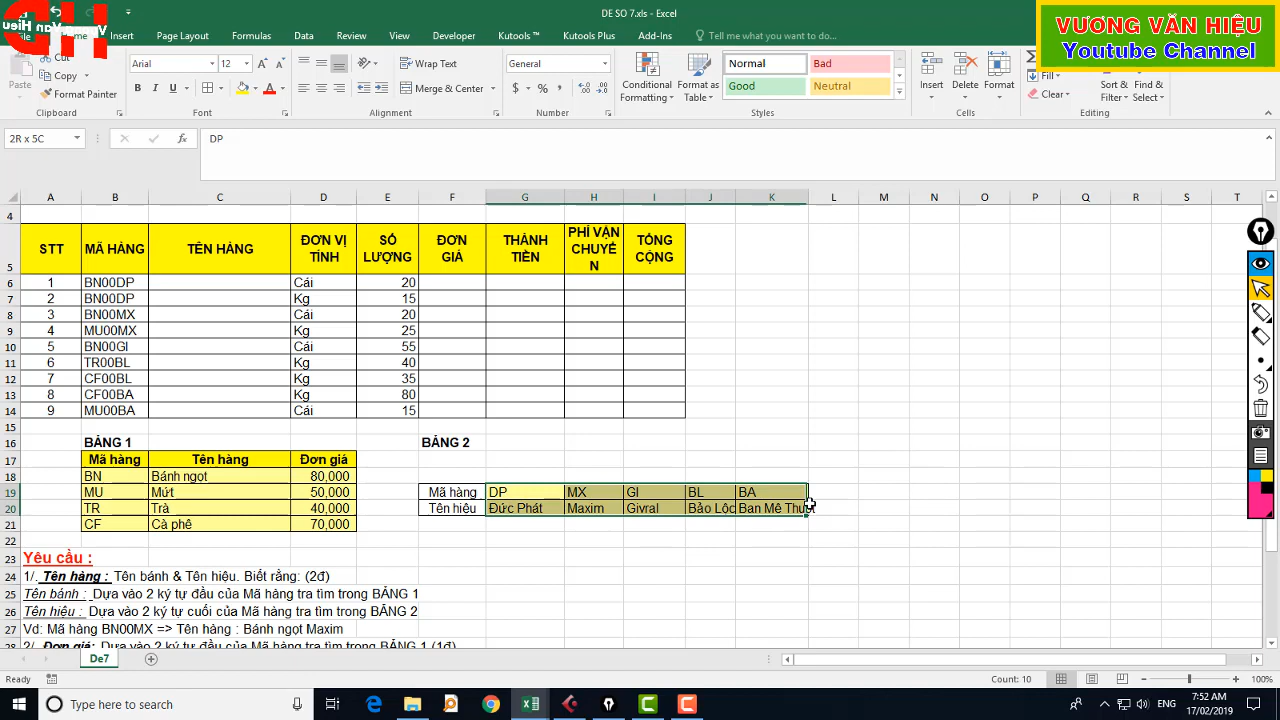 DE SO 7.xls - Excel
VƯƠNG VĂN HIỆU
Youtube Channel
Insert Page Layout Formulas Data Review View Developer Kutools ™ Kutools Plus Add-Ins Tell me what you want to do...
Cut
Copy
Format Painter
Paste
Clipboard
Arial
B I U
Font
Wrap Text
Merge & Center
Alignment
General
$ % ,
Number
Conditional Formatting
Format as Table
Normal Bad
Good Neutral
Styles
Insert Delete Format
Cells
Fill
Clear
Sort & Find &
Filter Select
Editing
2R x 5C
fx
DP
A B C D E F G H I J K L M N O P Q R S T
4
5 STT MÃ HÀNG TÊN HÀNG ĐƠN VỊ TÍNH SỐ LƯỢNG ĐƠN GIÁ THÀNH TIỀN PHÍ VẬN CHUYỂN TỔNG CỘNG
6 1 BN00DP Cái 20
7 2 BN00DP Kg 15
8 3 BN00MX Cái 20
9 4 MU00MX Kg 25
10 5 BN00GI Cái 55
11 6 TR00BL Kg 40
12 7 CF00BL Kg 35
13 8 CF00BA Kg 80
14 9 MU00BA Cái 15
15
16 BẢNG 1 BẢNG 2
17 Mã hàng Tên hàng Đơn giá
18 BN Bánh ngọt 80,000
19 MU Mứt 50,000 Mã hàng DP MX GI BL BA
20 TR Trà 40,000 Tên hiệu Đức Phát Maxim Givral Bảo Lộc Ban Mê Thuột
21 CF Cà phê 70,000
22
23 Yêu cầu :
24 1/. Tên hàng : Tên bánh & Tên hiệu. Biết rằng: (2đ)
25 Tên bánh : Dựa vào 2 ký tự đầu của Mã hàng tra tìm trong BẢNG 1
26 Tên hiệu : Dựa vào 2 ký tự cuối của Mã hàng tra tìm trong BẢNG 2
27 Vd: Mã hàng BN00MX => Tên hàng : Bánh ngọt Maxim
28 2/. Đơn giá: Dựa vào 2 ký tự đầu của Mã hàng tra tìm trong BẢNG 1 (1đ)
De7
Ready
Count: 10
100%
Type here to search
ENG
7:52 AM
17/02/2019